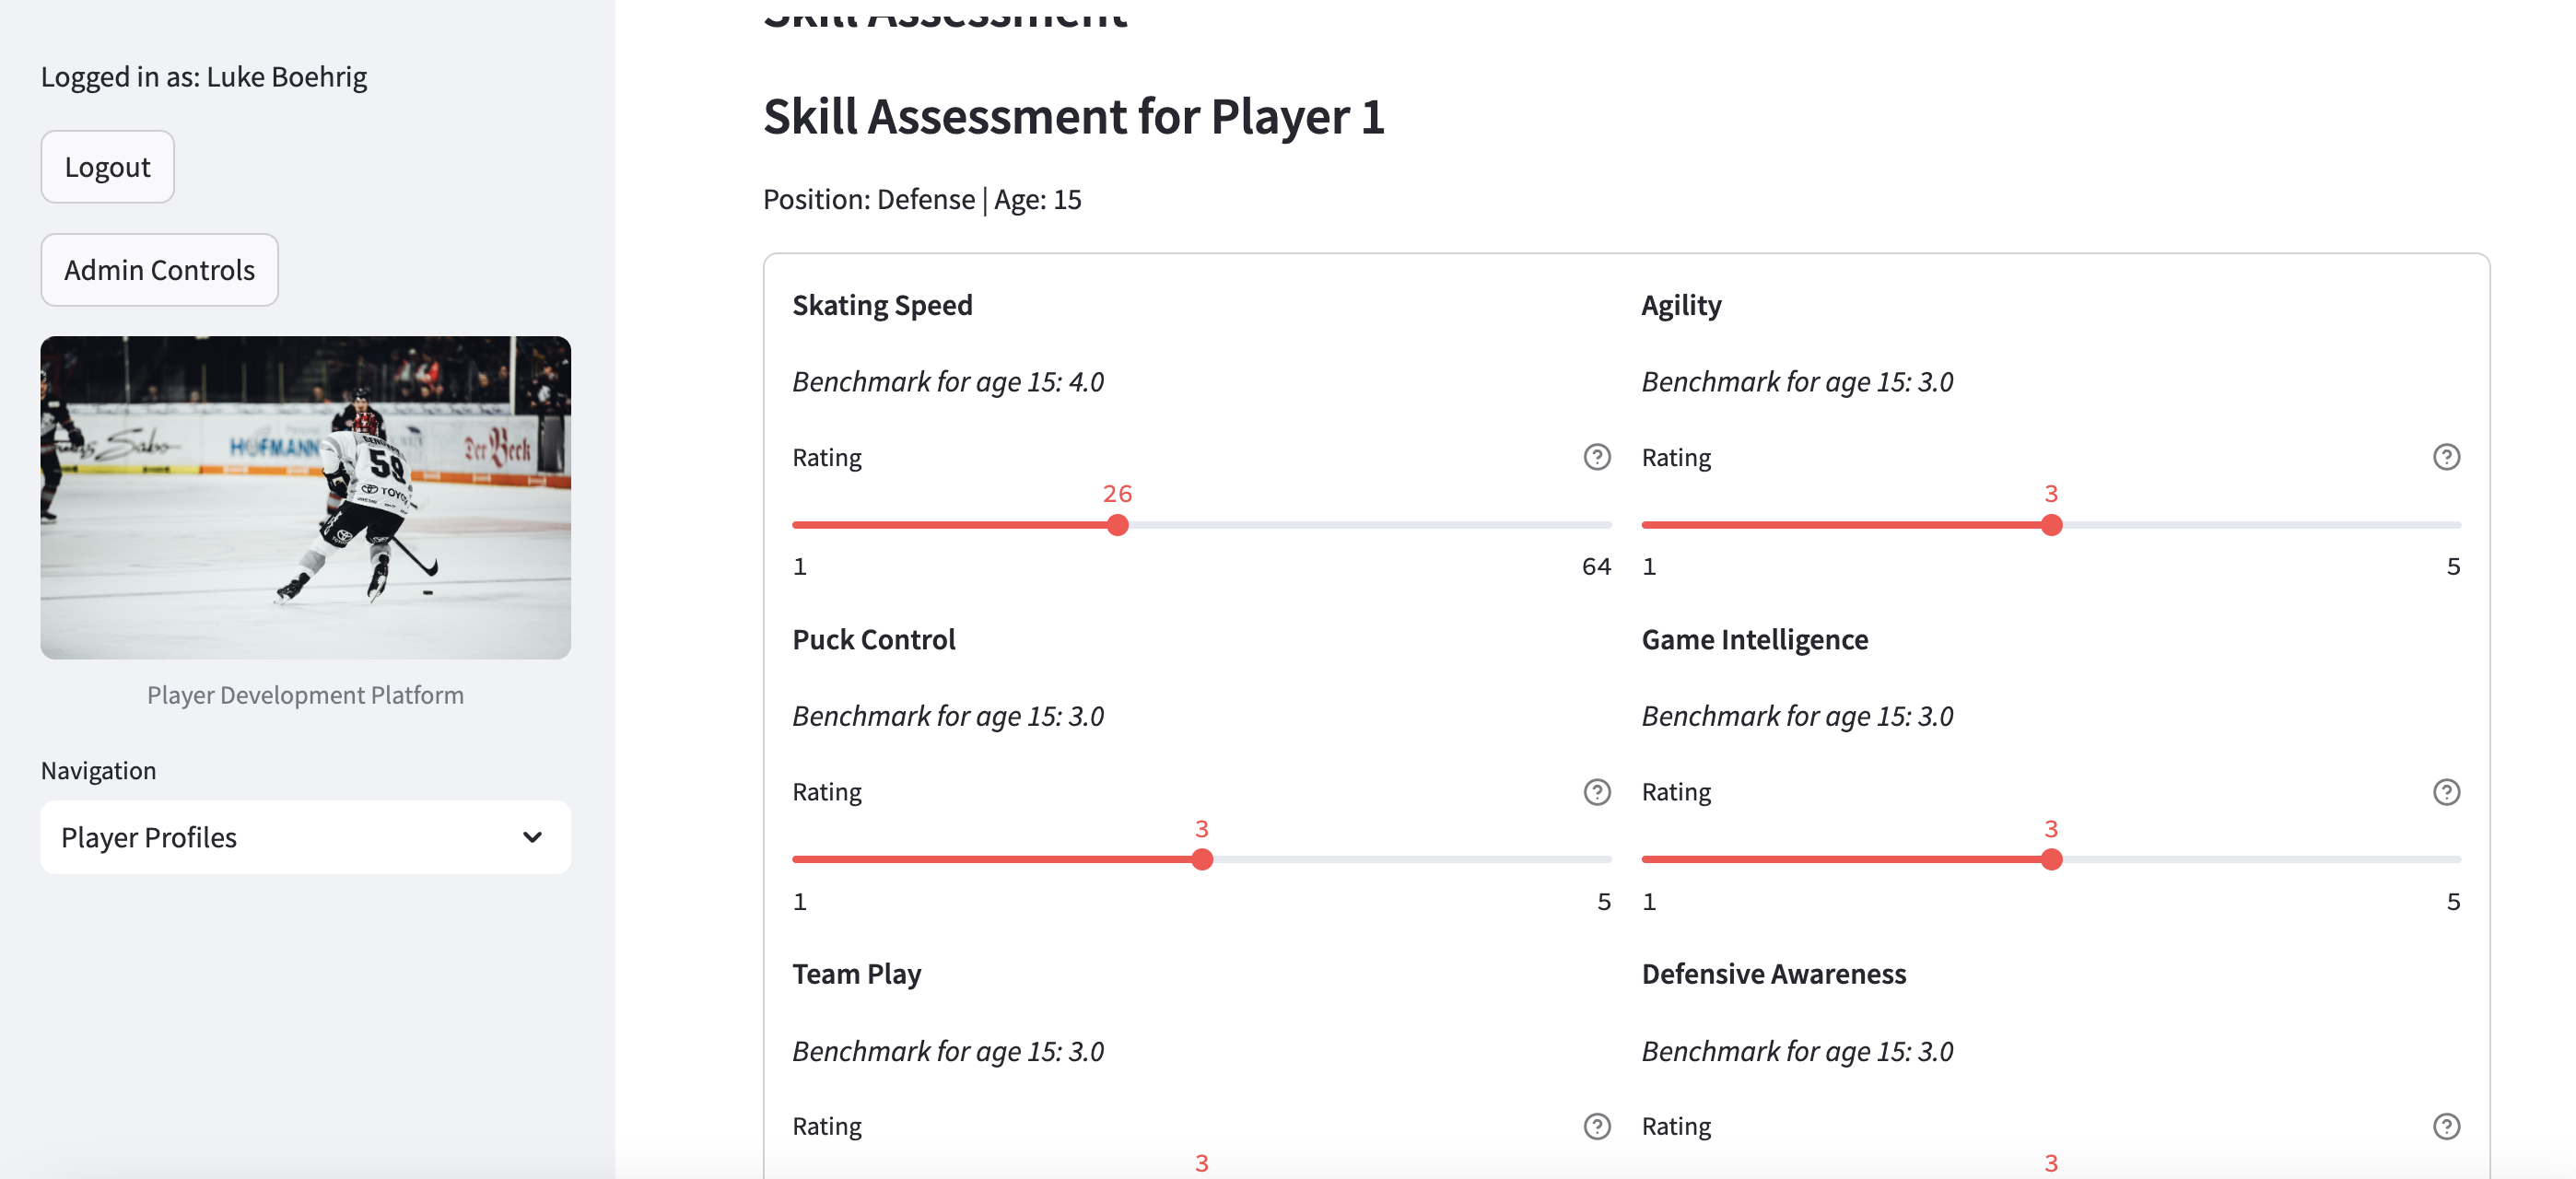 Logged in as: Luke Boehrig
Logout
Admin Controls
HOFMANN
Der Beck
59
TOYO
Player Development Platform
Navigation
Player Profiles
Skill Assessment
Skill Assessment for Player 1
Position: Defense | Age: 15
Skating Speed
Benchmark for age 15: 4.0
Rating
26
1
64
Agility
Benchmark for age 15: 3.0
Rating
3
1
5
Puck Control
Benchmark for age 15: 3.0
Rating
3
1
5
Game Intelligence
Benchmark for age 15: 3.0
Rating
3
1
5
Team Play
Benchmark for age 15: 3.0
Rating
3
Defensive Awareness
Benchmark for age 15: 3.0
Rating
3